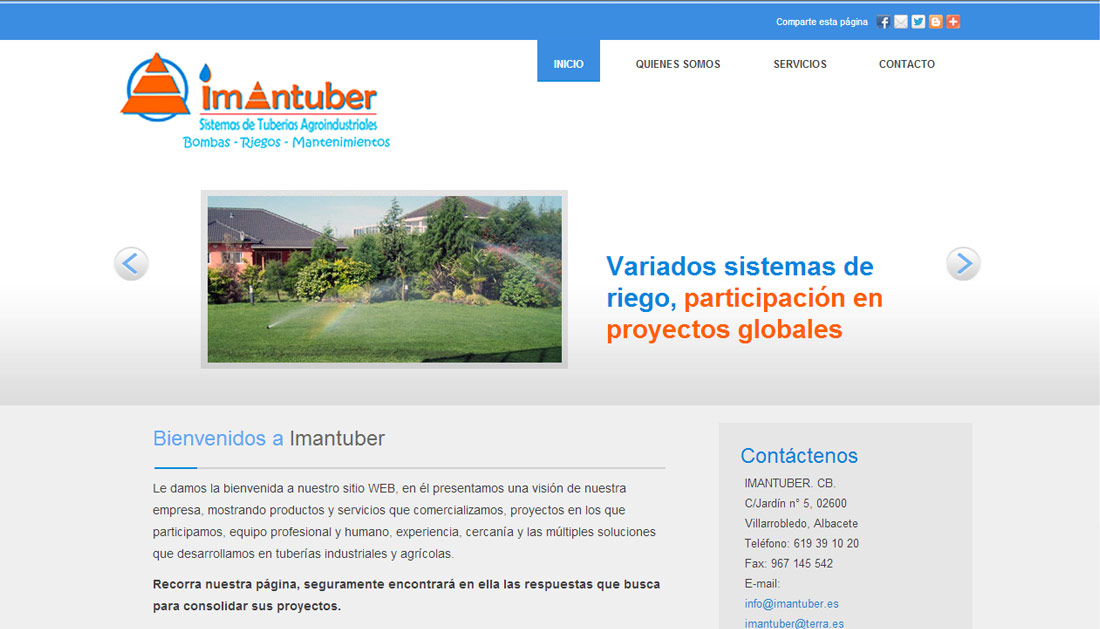 Comparte esta página
INICIO
QUIENES SOMOS
SERVICIOS
CONTACTO
imantuber
Sistemas de Tuberias Agroindustriales
Bombas - Riegos - Mantenimientos
Variados sistemas de
riego, participación en
proyectos globales
Bienvenidos a Imantuber
Le damos la bienvenida a nuestro sitio WEB, en él presentamos una visión de nuestra
empresa, mostrando productos y servicios que comercializamos, proyectos en los que
participamos, equipo profesional y humano, experiencia, cercanía y las múltiples soluciones
que desarrollamos en tuberías industriales y agrícolas.
Recorra nuestra página, seguramente encontrará en ella las respuestas que busca
para consolidar sus proyectos.
Contáctenos
IMANTUBER. CB.
C/Jardín n° 5, 02600
Villarrobledo, Albacete
Teléfono: 619 39 10 20
Fax: 967 145 542
E-mail:
info@imantuber.es
imantuber@terra.es